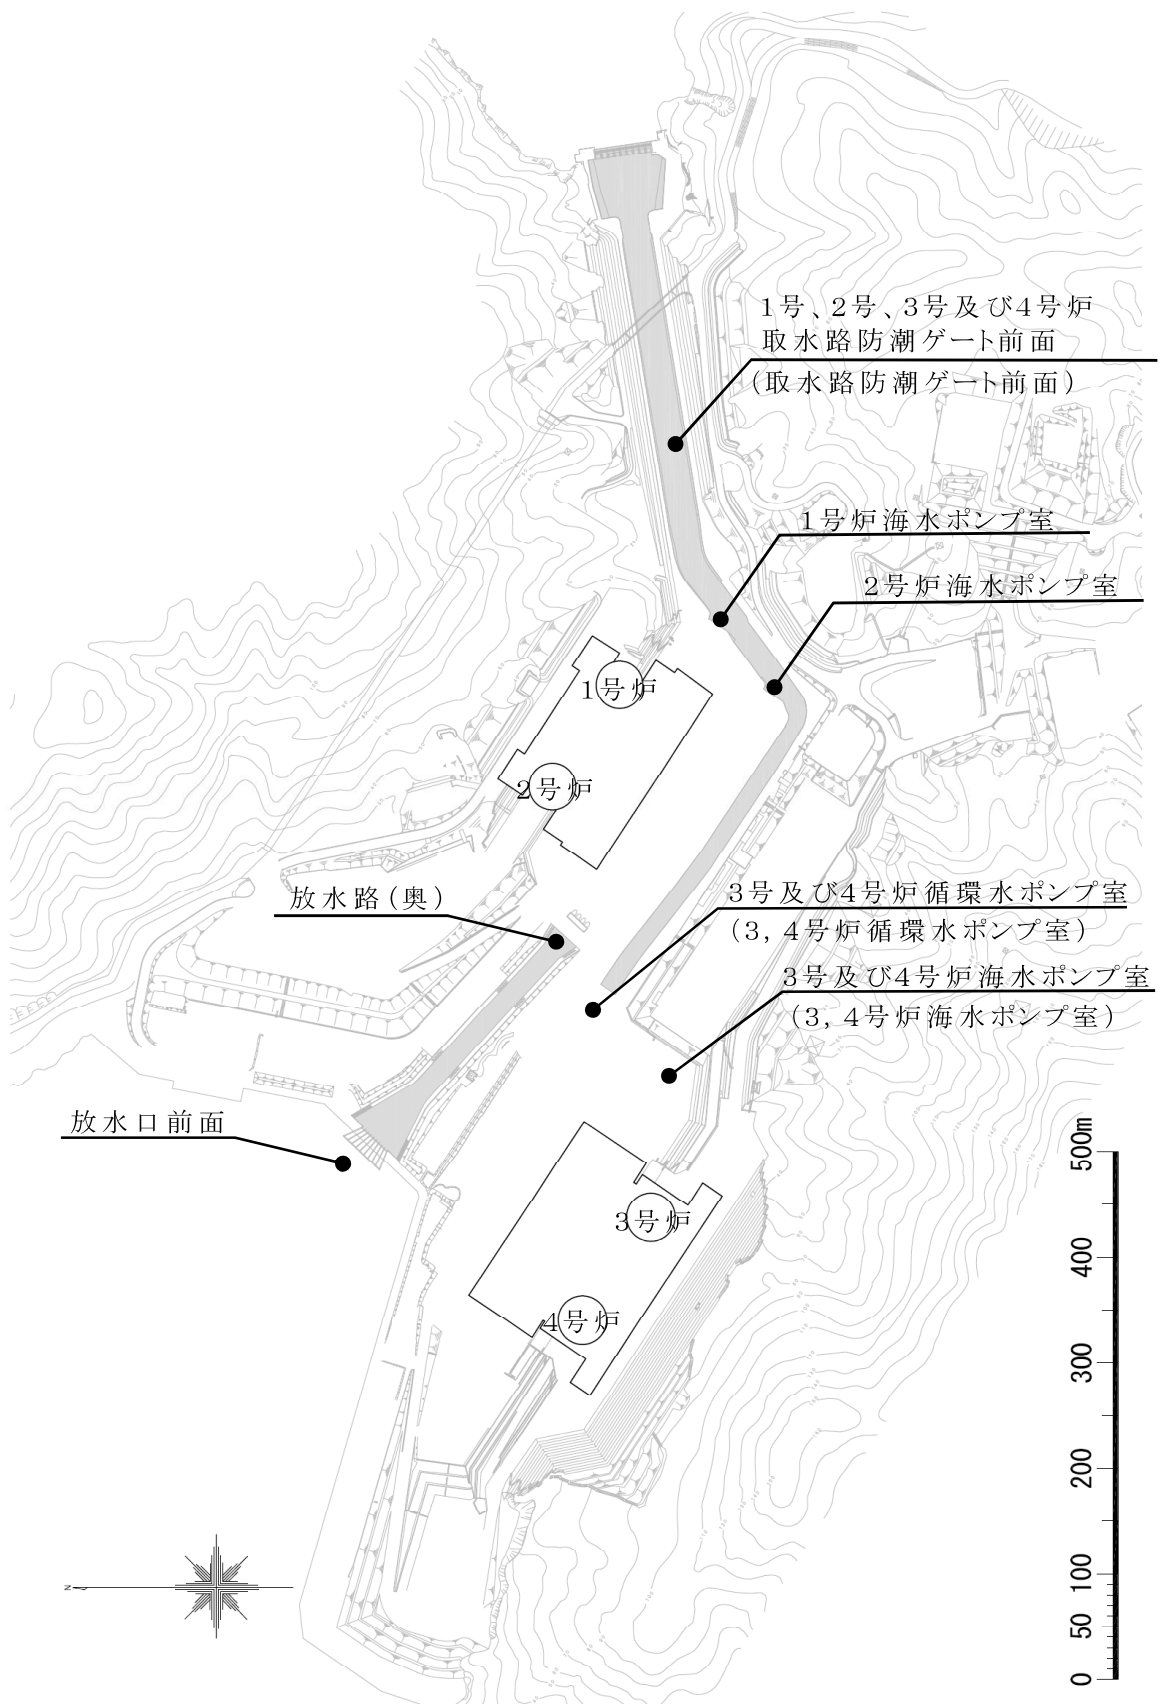 1号、2号、3号及び4号炉
取水路防潮ゲート前面
(取水路防潮ゲート前面)
1号炉海水ポンプ室
2号炉海水ポンプ室
1号炉
2号炉
放水路(奥)
3号及び4号炉循環水ポンプ室
(3, 4号炉循環水ポンプ室)
3号及び4号炉海水ポンプ室
(3, 4号炉海水ポンプ室)
放水口前面
3号炉
4号炉
500m
400
300
200
100
50
0
N